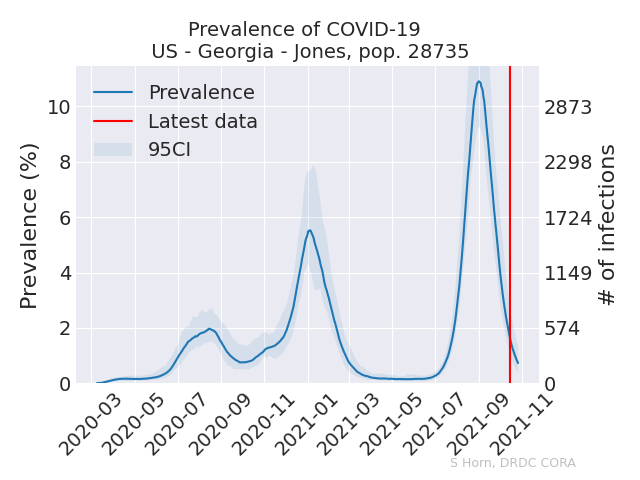 Prevalence of COVID-19
US - Georgia - Jones, pop. 28735
Prevalence (%)
10
8
6
4
2
0
Prevalence
Latest data
95CI
2873
2298
1724
1149
574
0
# of infections
2020-03
2020-05
2020-07
2020-09
2020-11
2021-01
2021-03
2021-05
2021-07
2021-09
2021-11
S Horn, DRDC CORA